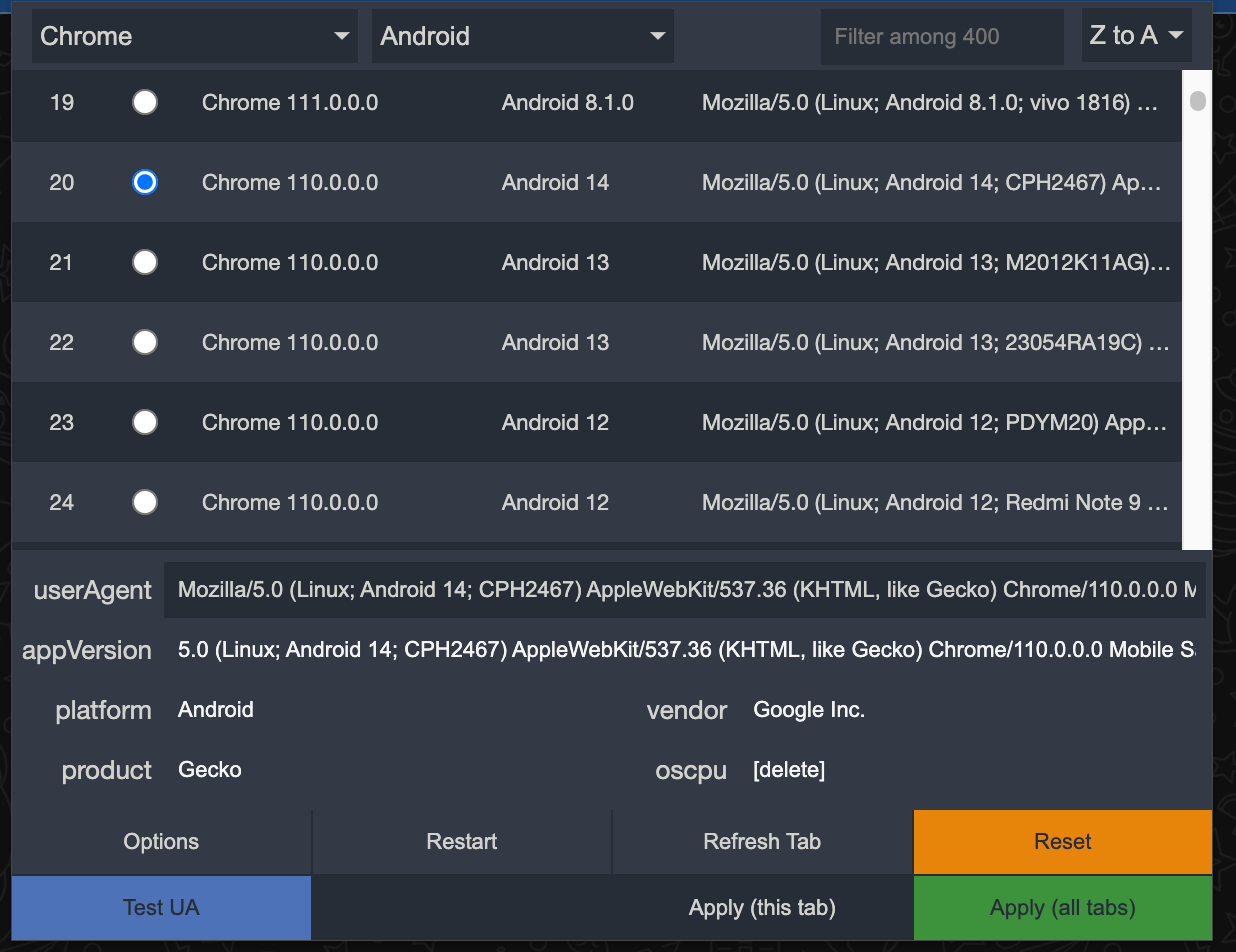 Chrome Android Filter among 400 Z to A
19 Chrome 111.0.0.0 Android 8.1.0 Mozilla/5.0 (Linux; Android 8.1.0; vivo 1816) ...
20 Chrome 110.0.0.0 Android 14 Mozilla/5.0 (Linux; Android 14; CPH2467) Ap...
21 Chrome 110.0.0.0 Android 13 Mozilla/5.0 (Linux; Android 13; M2012K11AG)...
22 Chrome 110.0.0.0 Android 13 Mozilla/5.0 (Linux; Android 13; 23054RA19C) ...
23 Chrome 110.0.0.0 Android 12 Mozilla/5.0 (Linux; Android 12; PDYM20) App...
24 Chrome 110.0.0.0 Android 12 Mozilla/5.0 (Linux; Android 12; Redmi Note 9 ...
userAgent Mozilla/5.0 (Linux; Android 14; CPH2467) AppleWebKit/537.36 (KHTML, like Gecko) Chrome/110.0.0.0 M
appVersion 5.0 (Linux; Android 14; CPH2467) AppleWebKit/537.36 (KHTML, like Gecko) Chrome/110.0.0.0 Mobile S
platform Android vendor Google Inc.
product Gecko oscpu [delete]
Options Restart Refresh Tab Reset
Test UA Apply (this tab) Apply (all tabs)